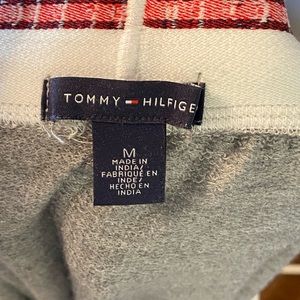 TOMMY HILFIGE
M
MADE IN
INDIA/
FABRIQUÉ EN
INDE/
HECHO EN
INDIA